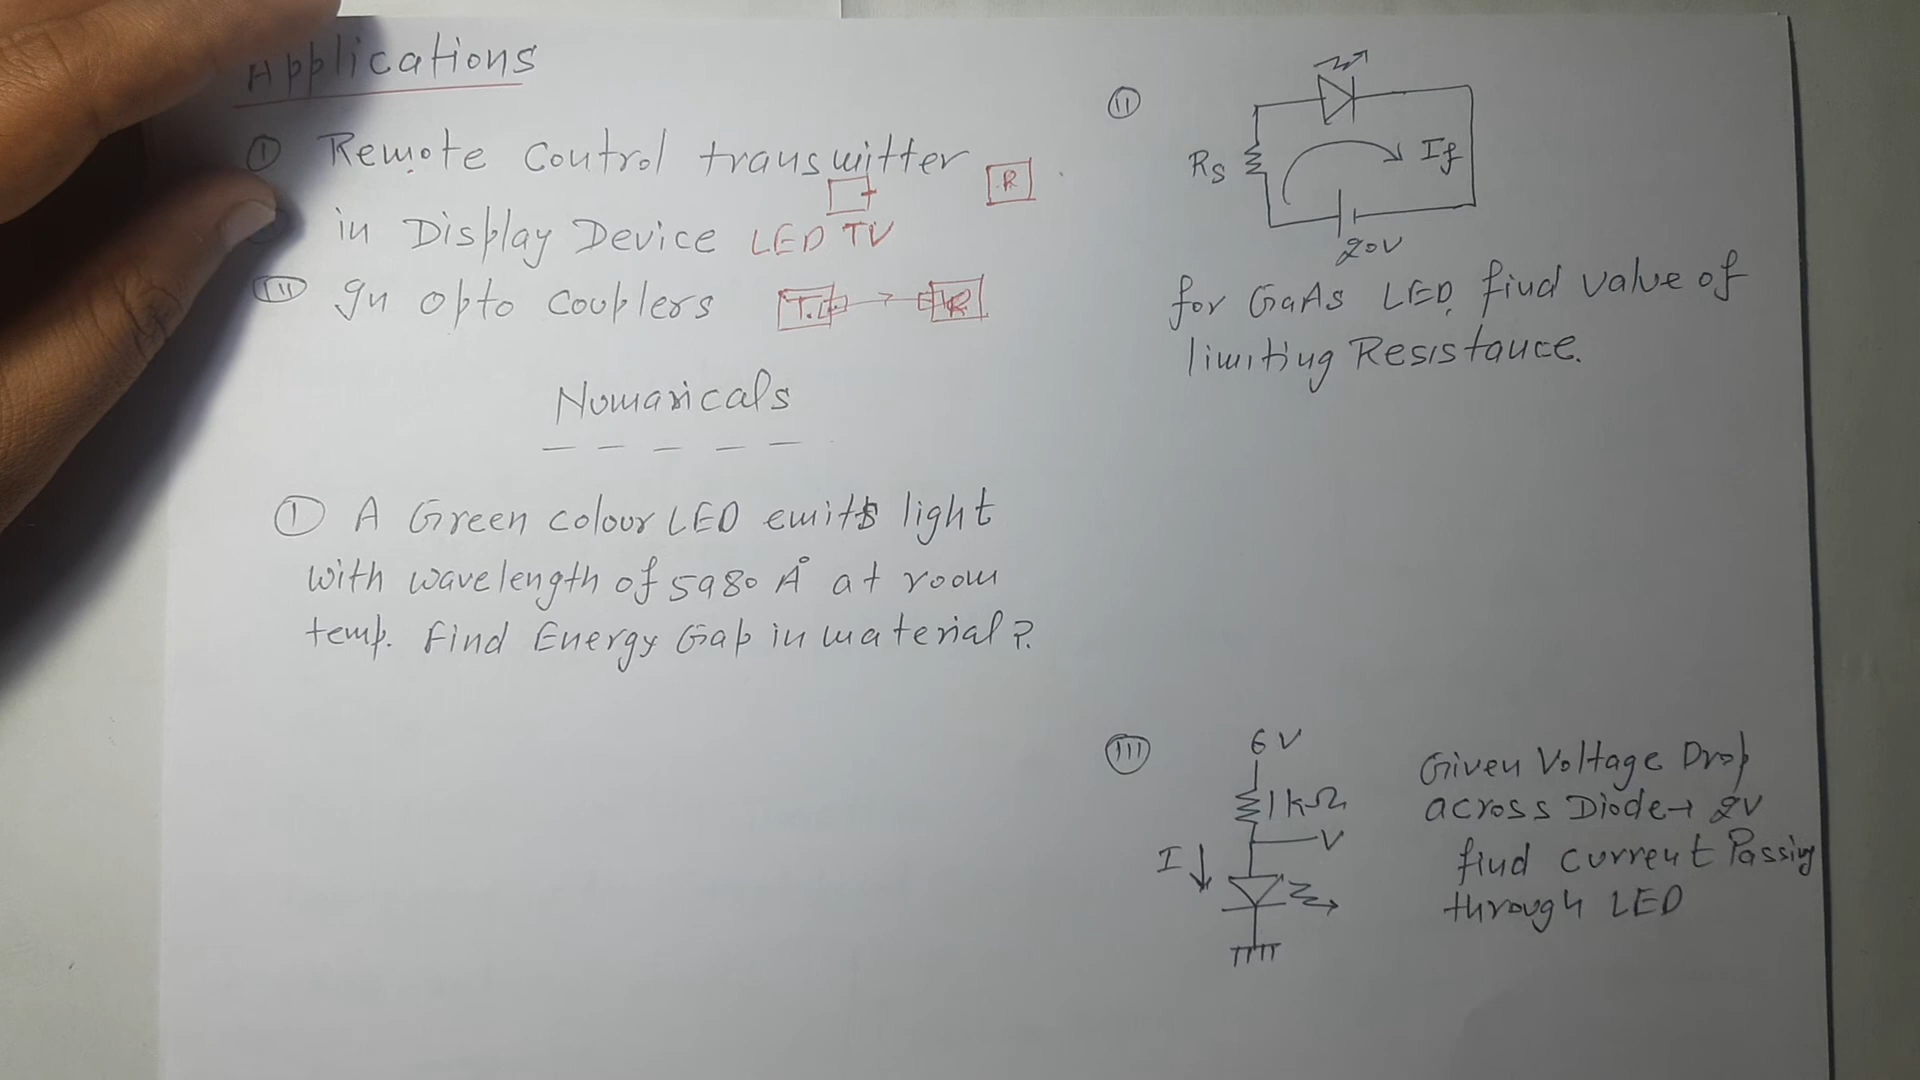 Applications
① Remote Control transmitter
R
in Display Device LED TV
III In opto couplers T.L R
Numaricals
① A Green colour LED emits light
with wavelength of 5980 Å at room
temp. Find Energy Gap in material?
II
Rs
If
20V
for GaAs LED, find value of
limiting Resistance.
III
6V
1kΩ
V
I
Given Voltage Drop
across Diode→ 2V
find current Passing
through LED